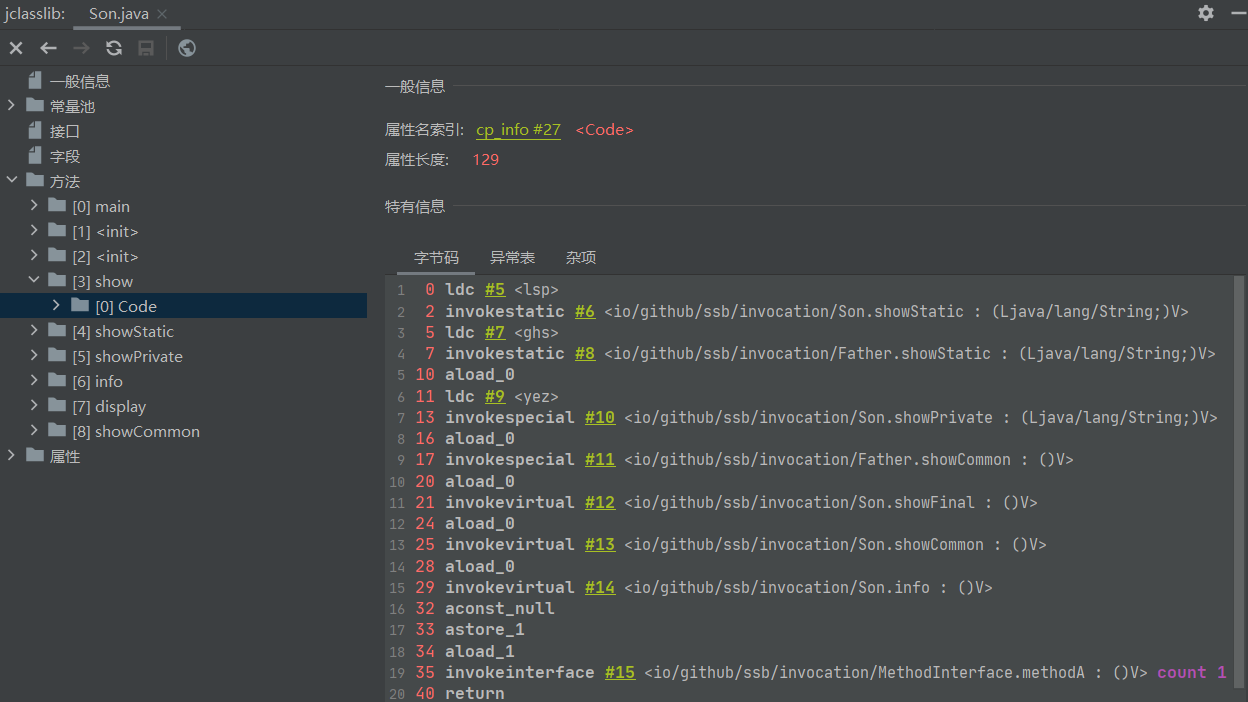 jclasslib: Son.java
一般信息
常量池
接口
字段
方法
[0] main
[1] <init>
[2] <init>
[3] show
[0] Code
[4] showStatic
[5] showPrivate
[6] info
[7] display
[8] showCommon
属性
一般信息
属性名索引: cp_info #27 <Code>
属性长度: 129
特有信息
字节码 异常表 杂项
1 0 ldc #5 <lsp>
2 2 invokestatic #6 <io/github/ssb/invocation/Son.showStatic : (Ljava/lang/String;)V>
3 5 ldc #7 <ghs>
4 7 invokestatic #8 <io/github/ssb/invocation/Father.showStatic : (Ljava/lang/String;)V>
5 10 aload_0
6 11 ldc #9 <yez>
7 13 invokespecial #10 <io/github/ssb/invocation/Son.showPrivate : (Ljava/lang/String;)V>
8 16 aload_0
9 17 invokespecial #11 <io/github/ssb/invocation/Father.showCommon : ()V>
10 20 aload_0
11 21 invokevirtual #12 <io/github/ssb/invocation/Son.showFinal : ()V>
12 24 aload_0
13 25 invokevirtual #13 <io/github/ssb/invocation/Son.showCommon : ()V>
14 28 aload_0
15 29 invokevirtual #14 <io/github/ssb/invocation/Son.info : ()V>
16 32 aconst_null
17 33 astore_1
18 34 aload_1
19 35 invokeinterface #15 <io/github/ssb/invocation/MethodInterface.methodA : ()V> count 1
20 40 return